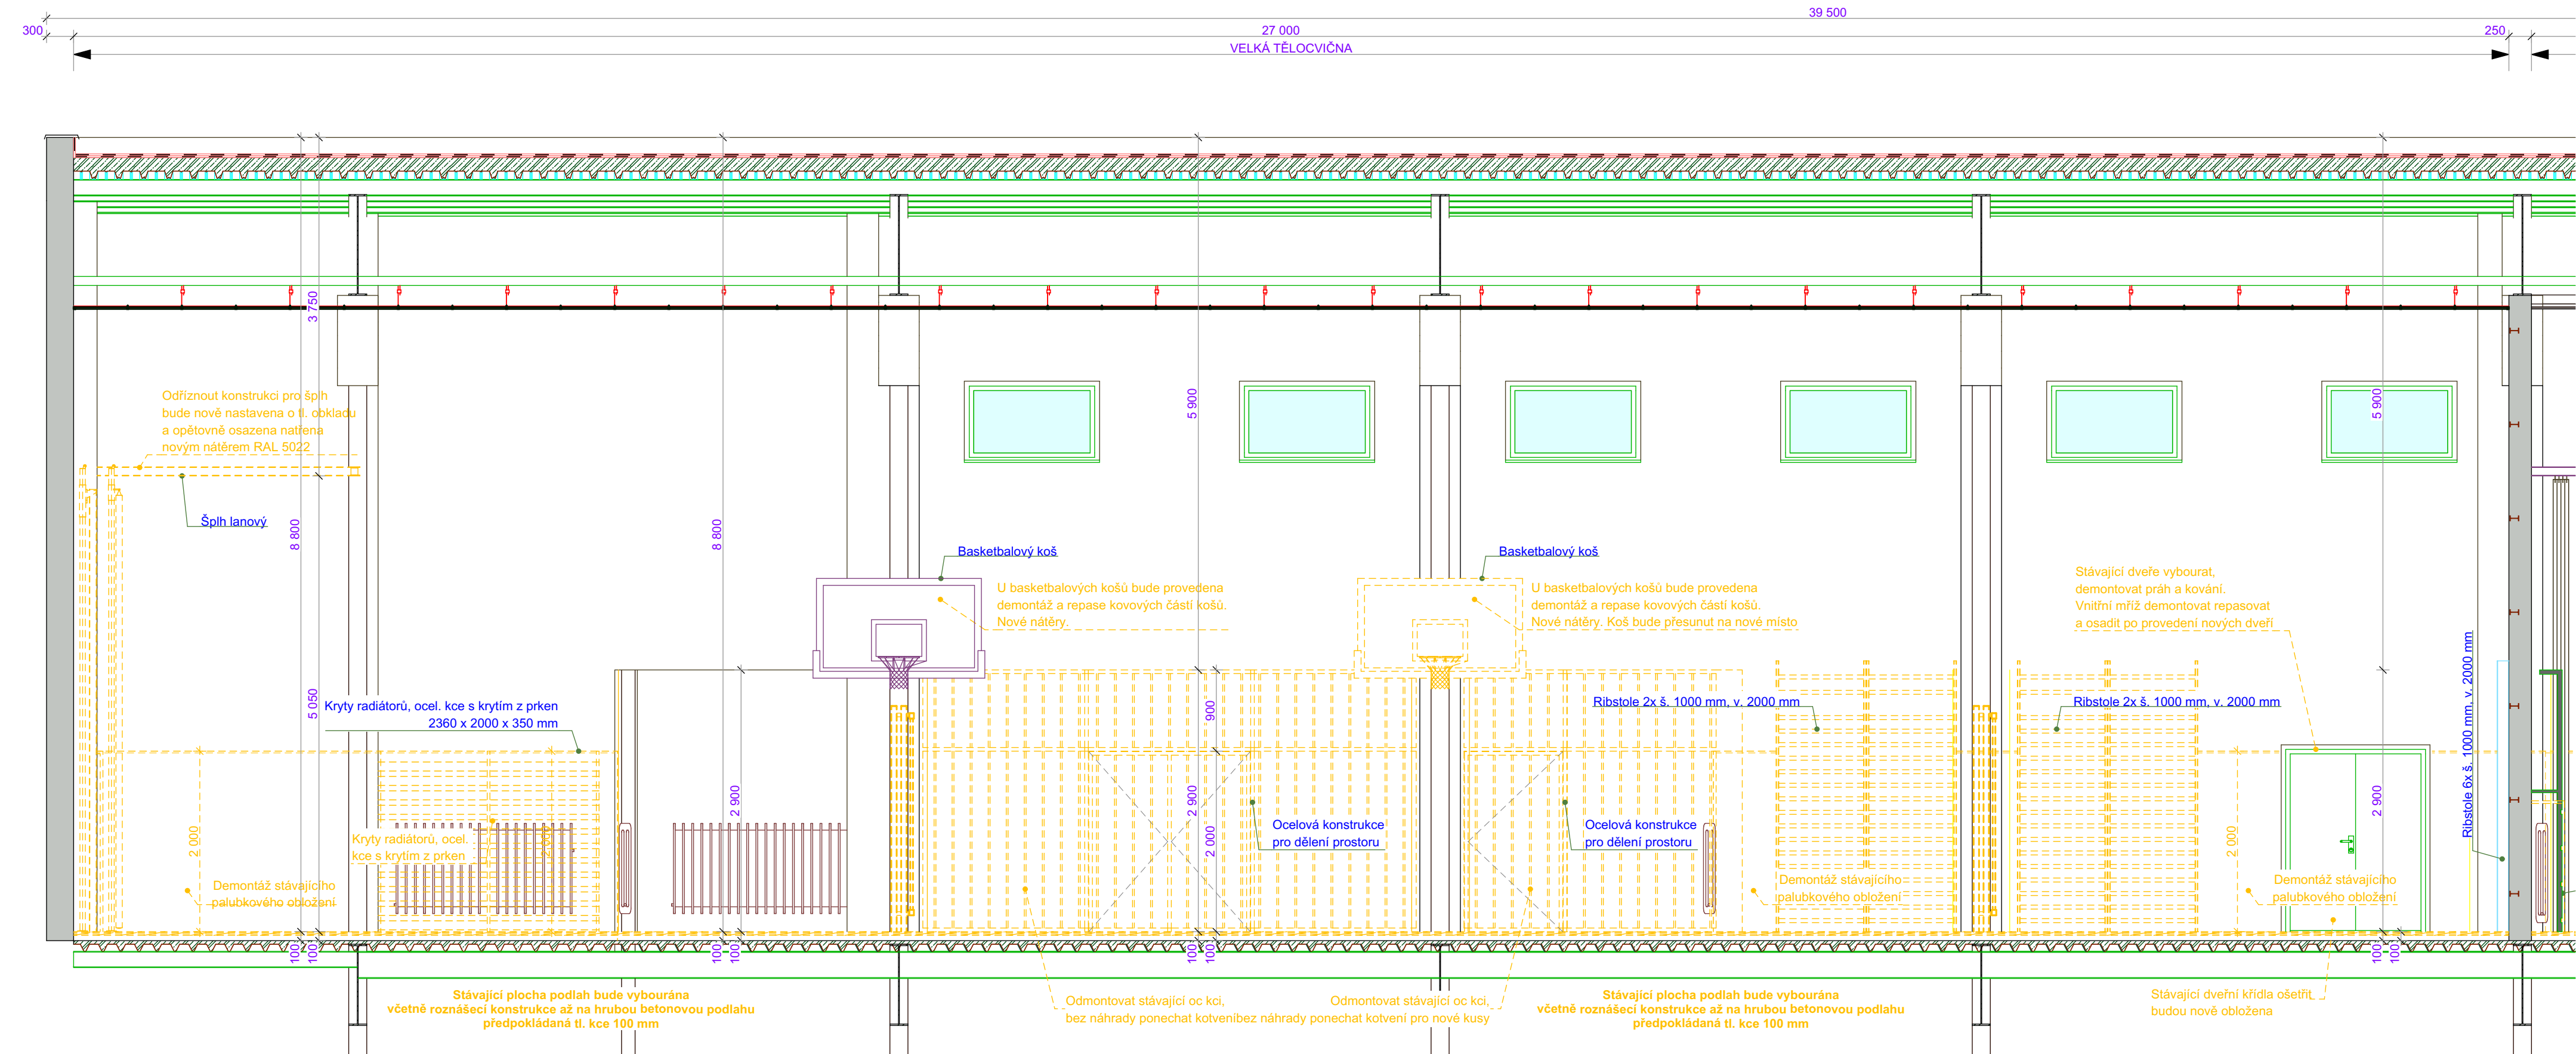 39 500
300
27 000
250
VELKÁ TĚLOCVIČNA
3 750
5 900
5 900
Odříznout konstrukci pro šplh
bude nově nastavena o tl. obkladu
a opětovně osazena natřena
novým nátěrem RAL 5022
Šplh lanový
8 800
8 800
Basketbalový koš
Basketbalový koš
U basketbalových košů bude provedena
demontáž a repase kovových částí košů.
Nové nátěry.
U basketbalových košů bude provedena
demontáž a repase kovových částí košů.
Nové nátěry. Koš bude přesunut na nové místo
Stávající dveře vybourat,
demontovat práh a kování.
Vnitřní mříž demontovat repasovat
a osadit po provedení nových dveří
5 050
Kryty radiátorů, ocel. kce s krytím z prken
2360 x 2000 x 350 mm
900
Ribstole 2x š. 1000 mm, v. 2000 mm
Ribstole 2x š. 1000 mm, v. 2000 mm
Ribstole 6x š. 1000 mm, v. 2000 mm
2 900
2 900
2 900
2 000
2 000
2 000
2 000
Kryty radiátorů, ocel.
kce s krytím z prken
Ocelová konstrukce
pro dělení prostoru
Ocelová konstrukce
pro dělení prostoru
Demontáž stávajícího
palubkového obložení
Demontáž stávajícího
palubkového obložení
Demontáž stávajícího
palubkového obložení
100
100
100
100
100
100
100
100
Stávající plocha podlah bude vybourána
včetně roznášecí konstrukce až na hrubou betonovou podlahu
předpokládaná tl. kce 100 mm
Odmontovat stávající oc kci,
bez náhrady ponechat kotvení
Odmontovat stávající oc kci,
bez náhrady ponechat kotvení pro nové kusy
Stávající plocha podlah bude vybourána
včetně roznášecí konstrukce až na hrubou betonovou podlahu
předpokládaná tl. kce 100 mm
Stávající dveřní křídla ošetřit,
budou nově obložena